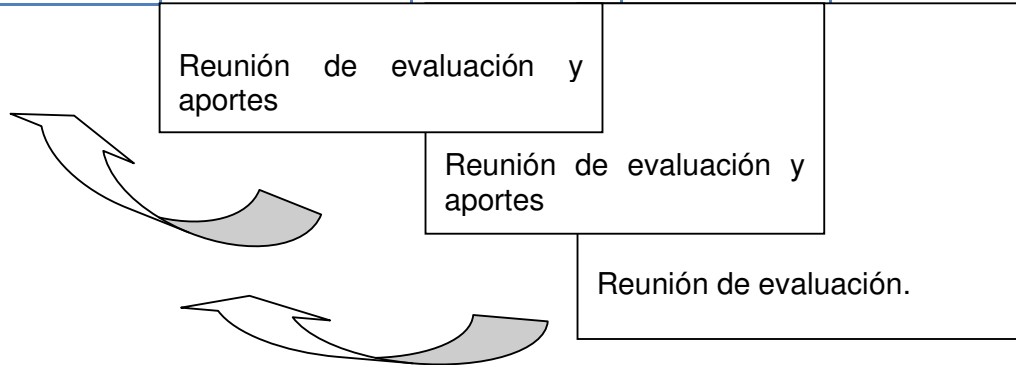 Reunión de evaluación y
aportes
Reunión de evaluación y
aportes
Reunión de evaluación.